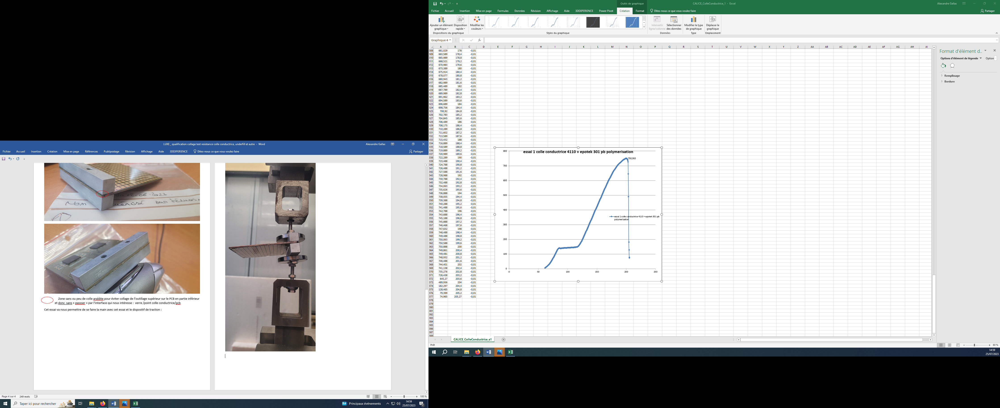 LUXE _ qualification collage test resistance colle conductrice, underfill et autre - Word
Alexandre Gallas
Fichier Accueil Insertion Création Mise en page Références Publipostage Révision Affichage Aide 3DEXPERIENCE Dites-nous ce que vous voulez faire Partager
02-06 2023
Non
Zone sans ou peu de colle araldite pour éviter collage de l'outillage supérieur sur le PCB en partie inférieur
et donc sans « passser » par l'interface qui nous intéresse : verre /point colle conductrice/pcb
Cet essai va nous permettre de se faire la main avec cet essai et le dispositif de traction :
Page 4 sur 4 249 mots 100 %
Taper ici pour rechercher
Principaux événements
14:59
25/07/2023
2
Outils de graphique
CALICE_ColleConductrice_1 - Excel
Alexandre Gallas
Fichier Accueil Insertion Mise en page Formules Données Révision Affichage Aide 3DEXPERIENCE Power Pivot Création Format Dites-nous ce que vous voulez faire Partager
Ajouter un élément graphique
Disposition rapide
Modifier les couleurs
Intervertir ligne/colonne
Sélectionner des données
Modifier le type de graphique
Déplacer le graphique
Dispositions du graphique Styles du graphique Données Type Emplacement
Graphique 4 fx
A B C D E F G H I J K L M N O P Q R S T U V W X Y Z AA AB AC AD AE AF AG AH AI
308 661,029 178 -0,01
309 663,589 178,4 -0,01
310 665,989 178,8 -0,01
311 668,521 179,2 -0,01
312 670,983 179,6 -0,01
313 673,389 180 -0,01
314 675,914 180,4 -0,01
315 678,077 180,8 -0,01
316 680,943 181,2 -0,01
317 682,989 181,6 -0,01
318 685,489 182 -0,01
319 687,789 182,4 -0,01
320 689,989 182,8 -0,01
321 691,962 183,2 -0,01
322 694,589 183,6 -0,01
323 696,689 184 -0,01
324 698,756 184,4 -0,01
325 700,92 184,8 -0,01
326 702,783 185,2 -0,01
327 704,845 185,6 -0,01
328 706,489 186 -0,01
329 708,175 186,4 -0,01
330 710,289 186,8 -0,01
331 711,602 187,2 -0,01
332 713,589 187,6 -0,01
333 715,432 188 -0,01
334 716,889 188,4 -0,01
335 718,589 188,8 -0,01
336 719,889 189,2 -0,01
337 720,989 189,6 -0,01
338 722,289 190 -0,01
339 723,488 190,4 -0,01
340 724,788 190,8 -0,01
341 726,488 191,2 -0,01
342 727,588 191,6 -0,01
343 728,988 192 -0,01
344 730,788 192,4 -0,01
345 732,488 192,8 -0,01
346 734,063 193,2 -0,01
347 735,626 193,6 -0,01
348 736,888 194 -0,01
349 738,055 194,4 -0,01
350 739,388 194,8 -0,01
351 740,288 195,2 -0,01
352 741,488 195,6 -0,01
353 742,788 196 -0,01
354 743,688 196,4 -0,01
355 745,188 196,8 -0,01
356 745,888 197,2 -0,01
357 746,468 197,6 -0,01
358 747,632 198 -0,01
359 748,488 198,4 -0,01
360 749,488 198,8 -0,01
361 750,063 199,2 -0,01
362 750,588 199,6 -0,01
363 750,888 200 -0,01
364 749,861 200,4 -0,01
365 749,481 200,8 -0,01
366 748,932 201,2 -0,01
367 746,488 201,6 -0,01
368 744,401 202 -0,01
369 741,138 202,4 -0,01
370 735,276 202,8 -0,01
371 726,438 203,2 -0,01
372 645,27 203,6 -0,01
373 489,936 204 -0,01
374 182,297 204,4 -0,01
375 128,465 204,8 -0,01
376 79,399 205,2 -0,01
377 74,965 205,27 -0,01
378
379
380
381
382
383
384
385
386
387
388
essai 1 colle conductrice 4110 + epotek 301 pb polymerisation
750,063
800
700
600
500
400
300
200
100
0
0 50 100 150 200 250
essai 1 colle conductrice 4110 + epotek 301 pb
polymerisation
Format d'élément d..
Options d'élément de légende Option
Remplissage
Bordure
CALICE_ColleConductrice_e1
Prêt
80 %
14:59
25/07/2023